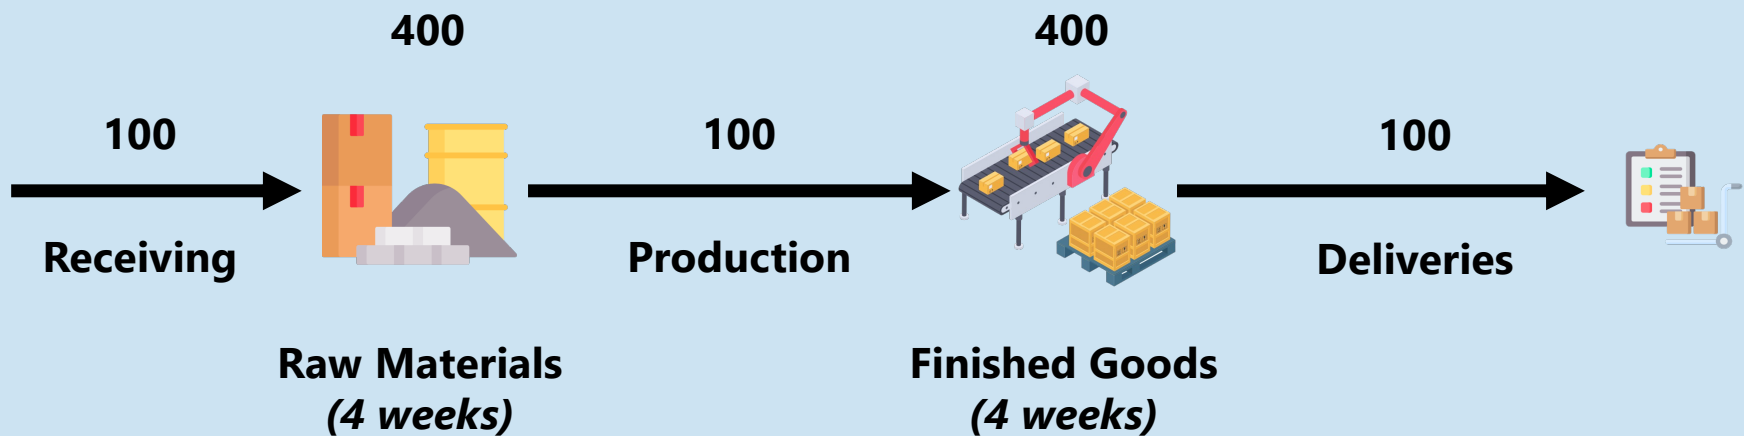 400
400
100
100
100
Receiving
Production
Deliveries
Raw Materials
(4 weeks)
Finished Goods
(4 weeks)